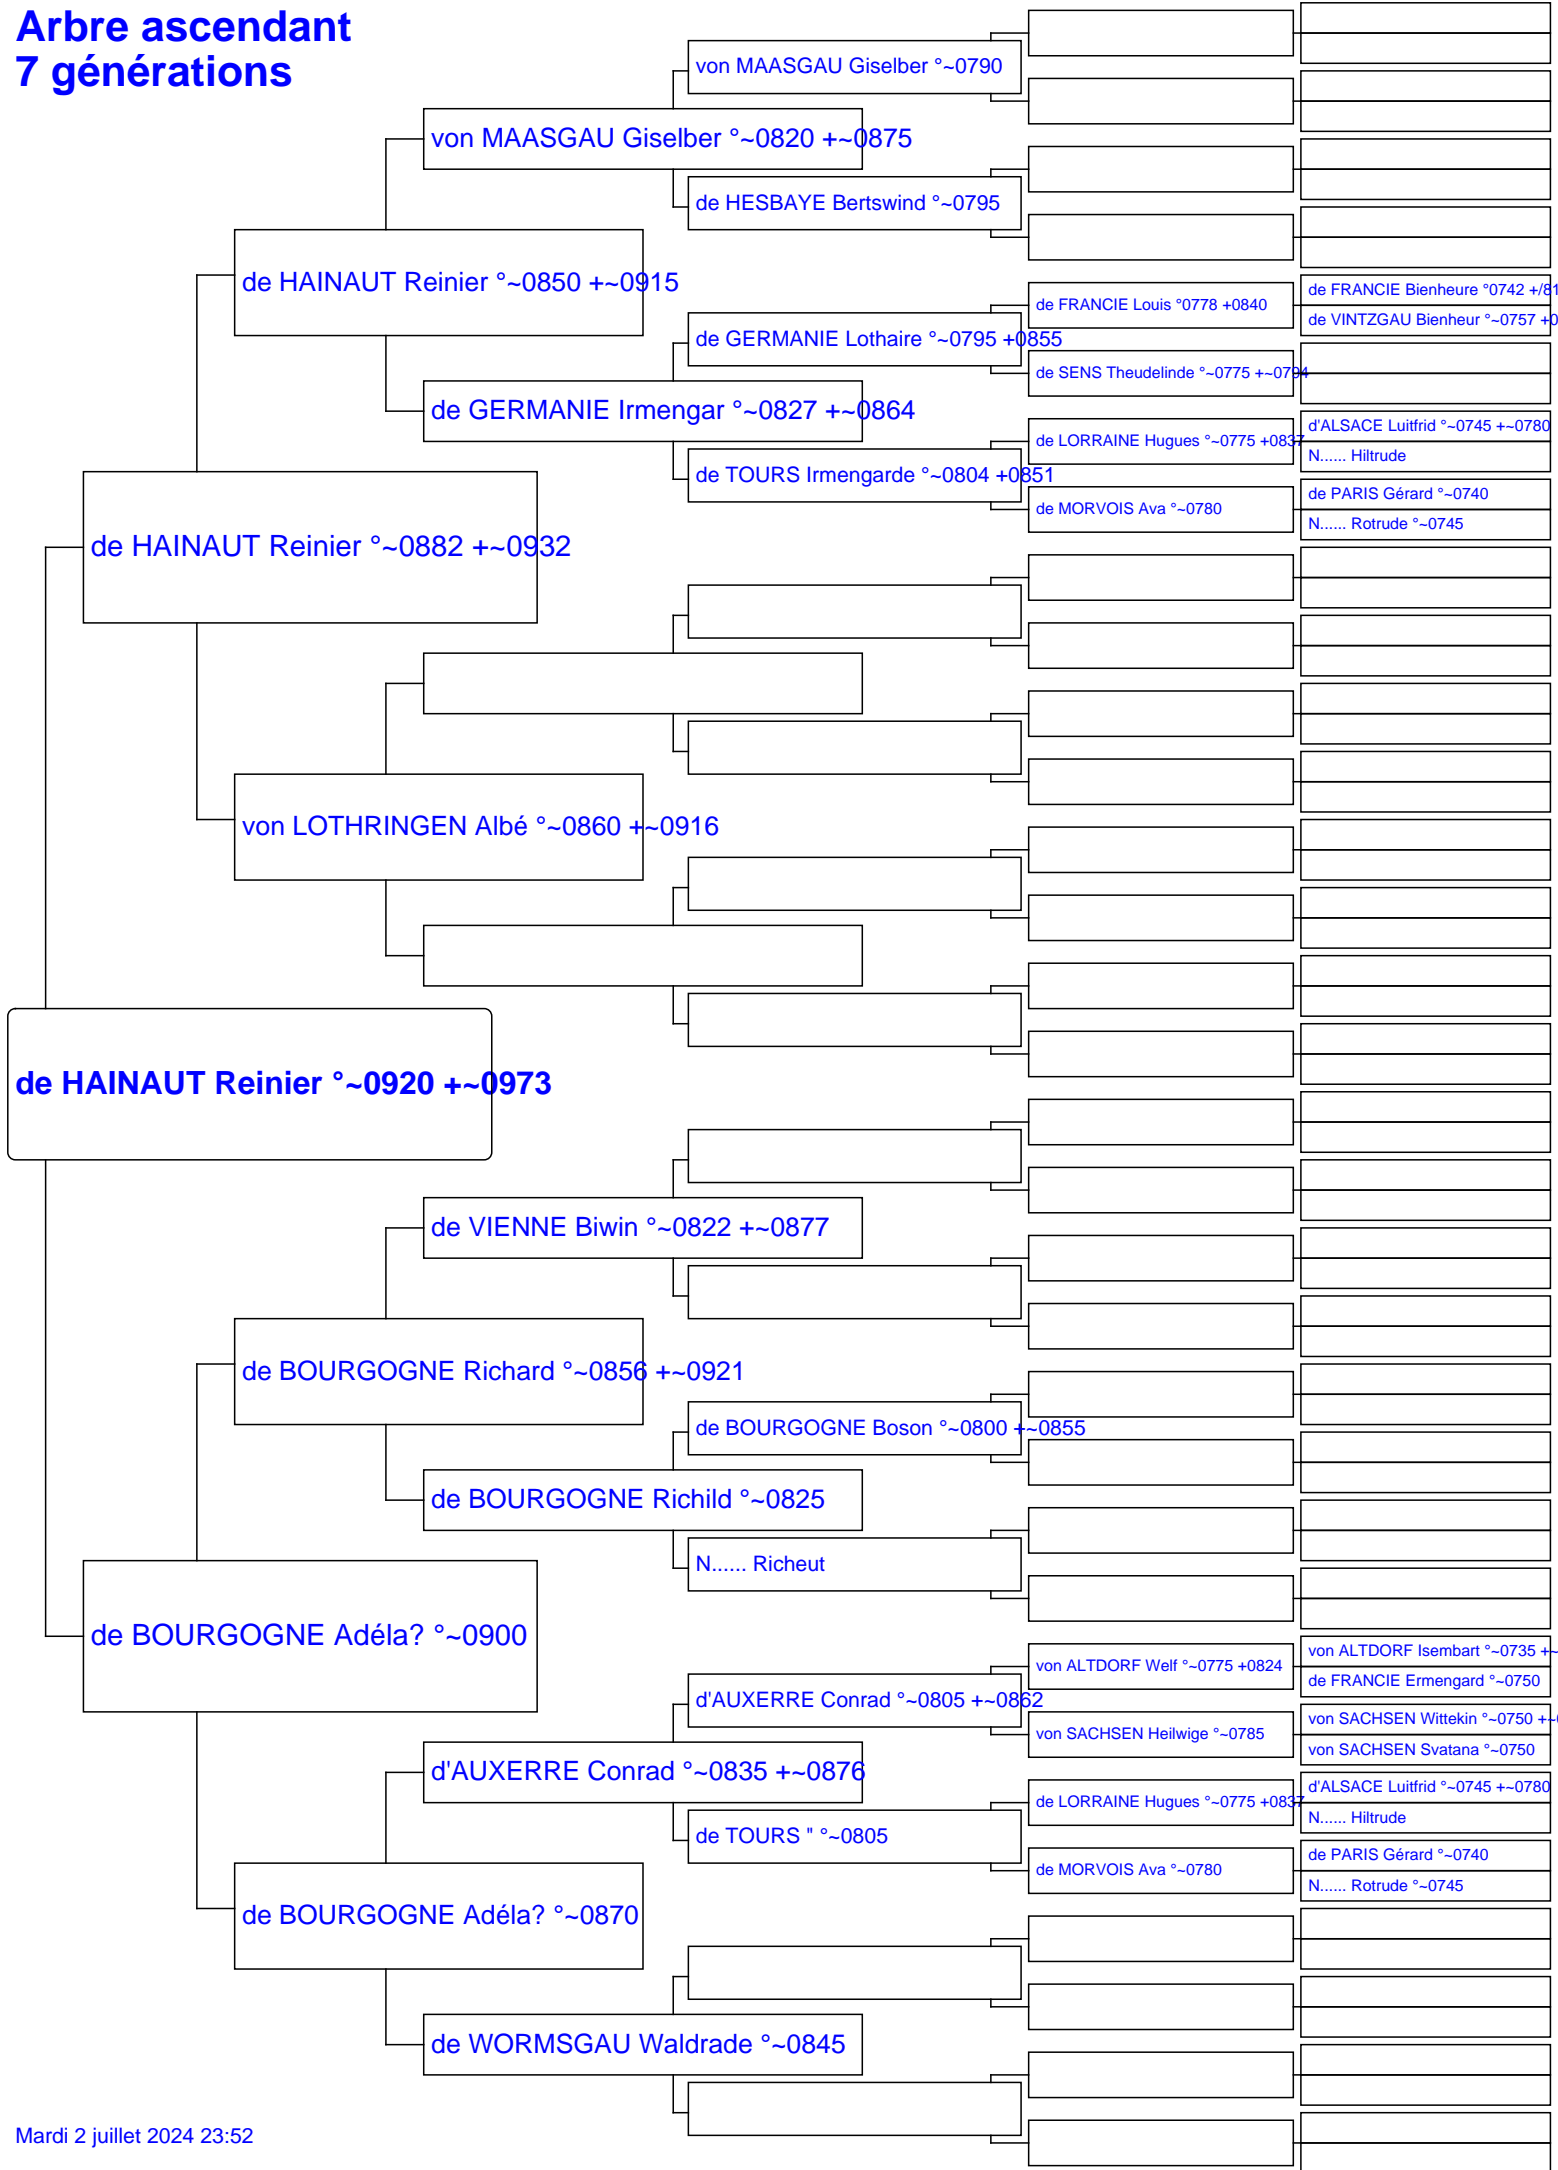 Arbre ascendant
7 générations
von MAASGAU Giselber °~0790
von MAASGAU Giselber °~0820 +~0875
de HESBAYE Bertswind °~0795
de HAINAUT Reinier °~0850 +~0915
de FRANCIE Bienheure °0742 +/81
de FRANCIE Louis °0778 +0840
de VINTZGAU Bienheur °~0757 +0
de GERMANIE Lothaire °~0795 +0855
de SENS Theudelinde °~0775 +~0794
de GERMANIE Irmengar °~0827 +~0864
d'ALSACE Luitfrid °~0745 +~0780
de LORRAINE Hugues °~0775 +0837
N...... Hiltrude
de TOURS Irmengarde °~0804 +0851
de PARIS Gérard °~0740
de MORVOIS Ava °~0780
N...... Rotrude °~0745
de HAINAUT Reinier °~0882 +~0932
von LOTHRINGEN Albé °~0860 +~0916
de HAINAUT Reinier °~0920 +~0973
de VIENNE Biwin °~0822 +~0877
de BOURGOGNE Richard °~0856 +~0921
de BOURGOGNE Boson °~0800 +~0855
de BOURGOGNE Richild °~0825
N...... Richeut
de BOURGOGNE Adéla? °~0900
von ALTDORF Isembart °~0735 +~
von ALTDORF Welf °~0775 +0824
de FRANCIE Ermengard °~0750
d'AUXERRE Conrad °~0805 +~0862
von SACHSEN Wittekin °~0750 +~
von SACHSEN Heilwige °~0785
von SACHSEN Svatana °~0750
d'AUXERRE Conrad °~0835 +~0876
d'ALSACE Luitfrid °~0745 +~0780
de LORRAINE Hugues °~0775 +0837
N...... Hiltrude
de TOURS " °~0805
de PARIS Gérard °~0740
de MORVOIS Ava °~0780
N...... Rotrude °~0745
de BOURGOGNE Adéla? °~0870
de WORMSGAU Waldrade °~0845
Mardi 2 juillet 2024 23:52